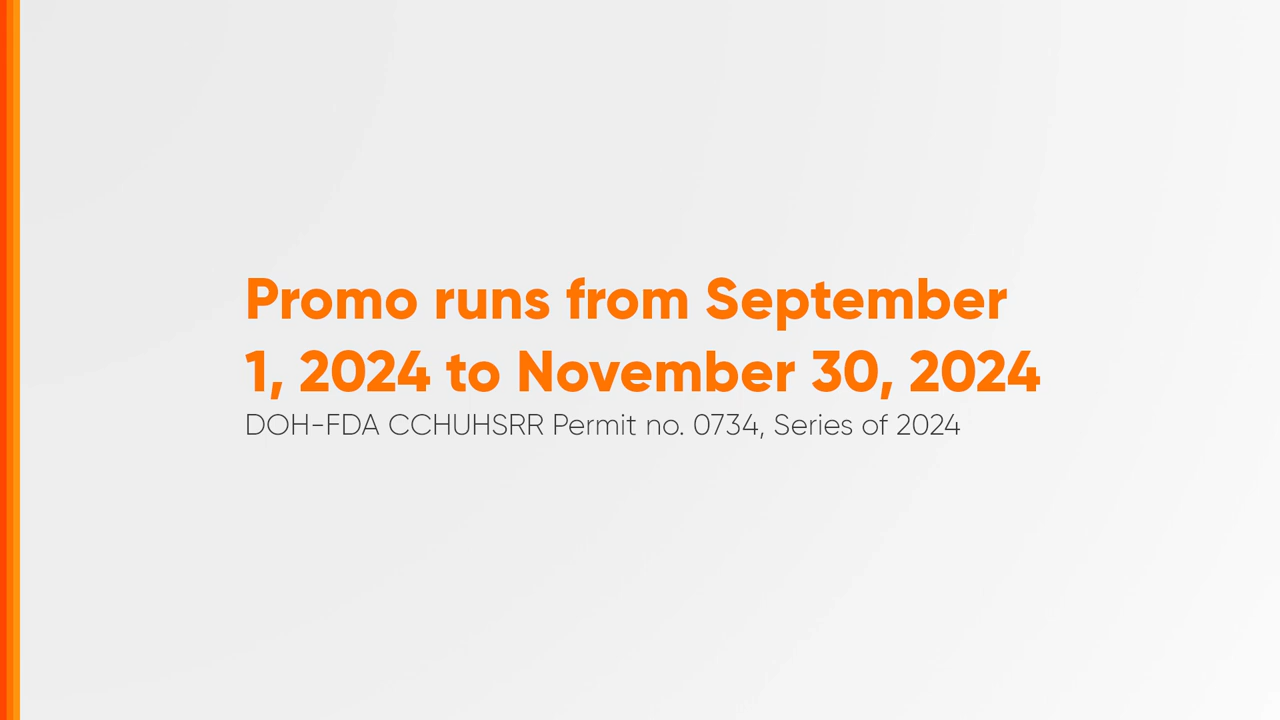 Promo runs from September
1, 2024 to November 30, 2024
DOH-FDA CCHUHSRR Permit no. 0734, Series of 2024